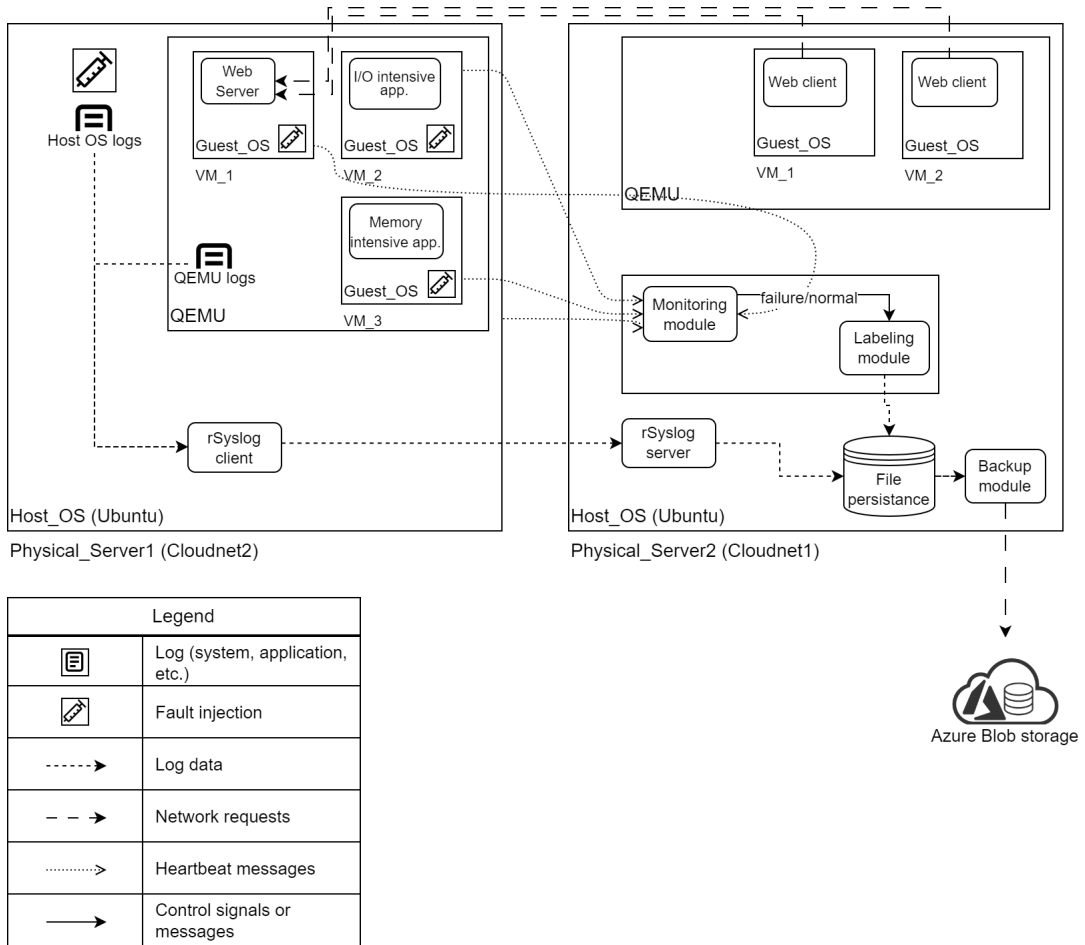 Web
Server
Guest_OS
VM_1
I/O intensive
app.
Guest_OS
VM_2
Host OS logs
Memory
intensive app.
Guest_OS
VM_3
QEMU logs
QEMU
rSyslog
client
Host_OS (Ubuntu)
Physical_Server1 (Cloudnet2)
Web client
Guest_OS
VM_1
Web client
Guest_OS
VM_2
QEMU
Monitoring
module
failure/normal
Labeling
module
rSyslog
server
File
persistance
Backup
module
Host_OS (Ubuntu)
Physical_Server2 (Cloudnet1)
Azure Blob storage
Legend
Log (system, application,
etc.)
Fault injection
Log data
Network requests
Heartbeat messages
Control signals or
messages